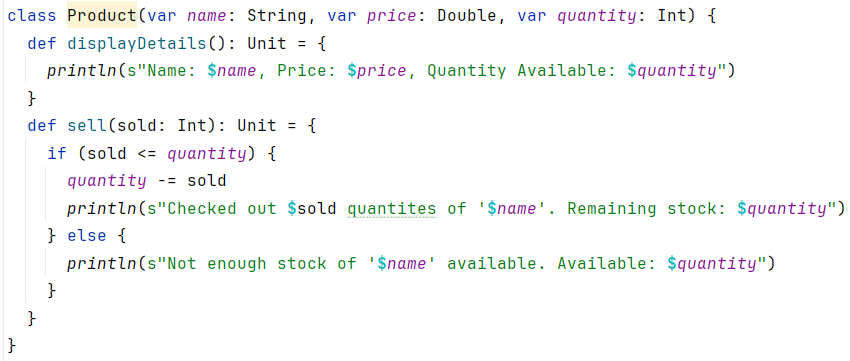 class Product(var name: String, var price: Double, var quantity: Int) {
  def displayDetails(): Unit = {
    println(s"Name: $name, Price: $price, Quantity Available: $quantity")
  }
  def sell(sold: Int): Unit = {
    if (sold <= quantity) {
      quantity -= sold
      println(s"Checked out $sold quantites of '$name'. Remaining stock: $quantity")
    } else {
      println(s"Not enough stock of '$name' available. Available: $quantity")
    }
  }
}